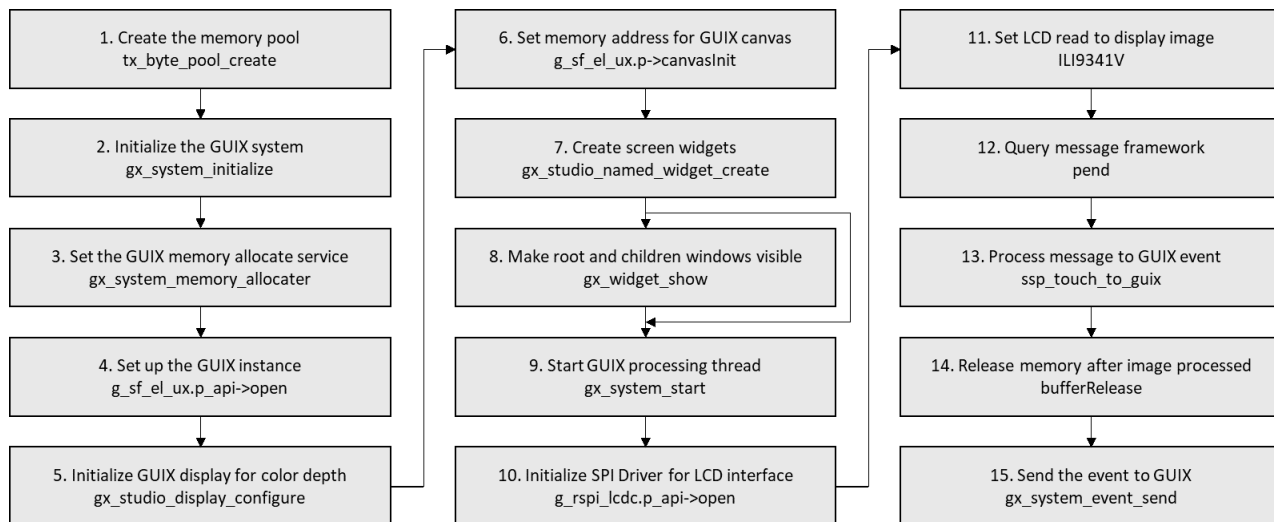 1. Create the memory pool
tx_byte_pool_create
2. Initialize the GUIX system
gx_system_initialize
3. Set the GUIX memory allocate service
gx_system_memory_allocater
4. Set up the GUIX instance
g_sf_el_ux.p_api->open
5. Initialize GUIX display for color depth
gx_studio_display_configure
6. Set memory address for GUIX canvas
g_sf_el_ux.p->canvasInit
7. Create screen widgets
gx_studio_named_widget_create
8. Make root and children windows visible
gx_widget_show
9. Start GUIX processing thread
gx_system_start
10. Initialize SPI Driver for LCD interface
g_rspi_lcdc.p_api->open
11. Set LCD read to display image
ILI9341V
12. Query message framework
pend
13. Process message to GUIX event
ssp_touch_to_guix
14. Release memory after image processed
bufferRelease
15. Send the event to GUIX
gx_system_event_send